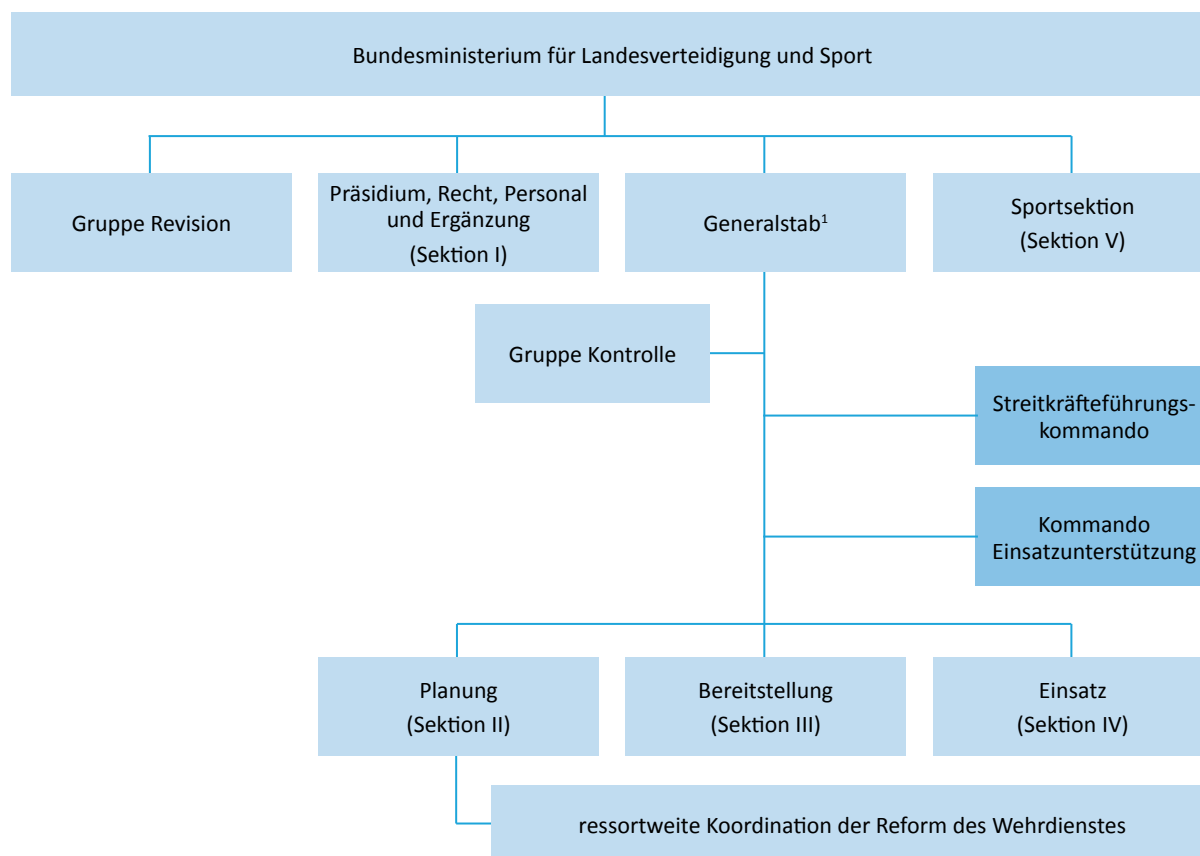 Bundesministerium für Landesverteidigung und Sport
Gruppe Revision
Präsidium, Recht, Personal
und Ergänzung
(Sektion I)
Generalstab¹
Sportsektion
(Sektion V)
Gruppe Kontrolle
Streitkräfteführungs-
kommando
Kommando
Einsatzunterstützung
Planung
(Sektion II)
Bereitstellung
(Sektion III)
Einsatz
(Sektion IV)
ressortweite Koordination der Reform des Wehrdienstes